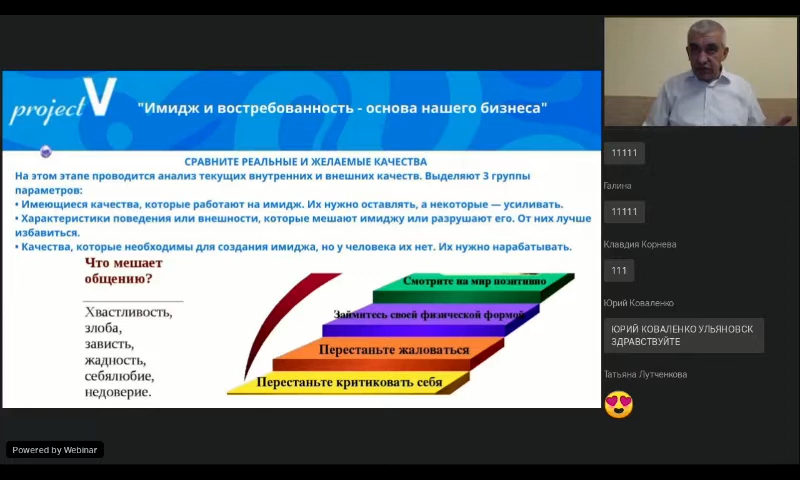 project V
"Имидж и востребованность - основа нашего бизнеса"
СРАВНИТЕ РЕАЛЬНЫЕ И ЖЕЛАЕМЫЕ КАЧЕСТВА
На этом этапе проводится анализ текущих внутренних и внешних качеств. Выделяют 3 группы
параметров:
• Имеющиеся качества, которые работают на имидж. Их нужно оставлять, а некоторые — усиливать.
• Характеристики поведения или внешности, которые мешают имиджу или разрушают его. От них лучше
избавиться.
• Качества, которые необходимы для создания имиджа, но у человека их нет. Их нужно нарабатывать.
Что мешает
общению?
Хвастливость,
злоба,
зависть,
жадность,
себялюбие,
недоверие.
Смотрите на мир позитивно
Займитесь своей физической формой
Перестаньте жаловаться
Перестаньте критиковать себя
11111
Галина
11111
Клавдия Корнева
111
Юрий Коваленко
ЮРИЙ КОВАЛЕНКО УЛЬЯНОВСК
ЗДРАВСТВУЙТЕ
Татьяна Лутченкова
Powered by Webinar